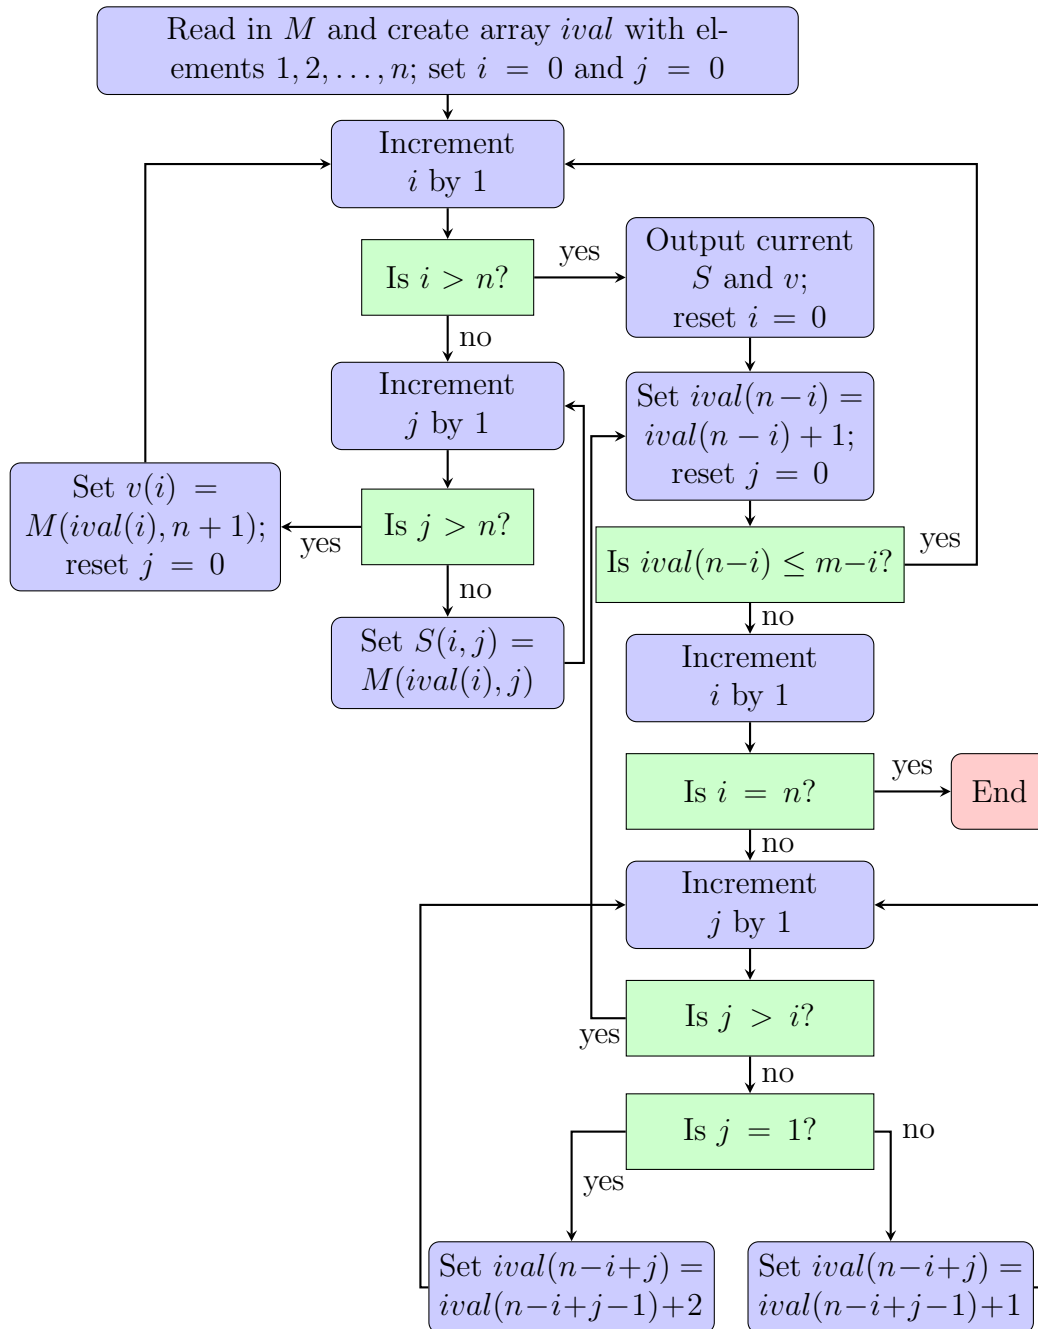 Read in M and create array ival with el-
ements 1, 2, . . . , n; set i = 0 and j = 0
Increment
i by 1
Is i > n?
yes
Output current
S and v;
reset i = 0
no
Increment
j by 1
Set ival(n−i) =
ival(n − i) + 1;
reset j = 0
Set v(i) =
M(ival(i), n + 1);
reset j = 0
yes
Is j > n?
Is ival(n−i) ≤ m−i?
yes
no
no
Set S(i, j) =
M(ival(i), j)
Increment
i by 1
Is i = n?
yes
End
no
Increment
j by 1
Is j > i?
yes
no
Is j = 1?
no
yes
Set ival(n−i+j) =
ival(n−i+j−1)+2
Set ival(n−i+j) =
ival(n−i+j−1)+1